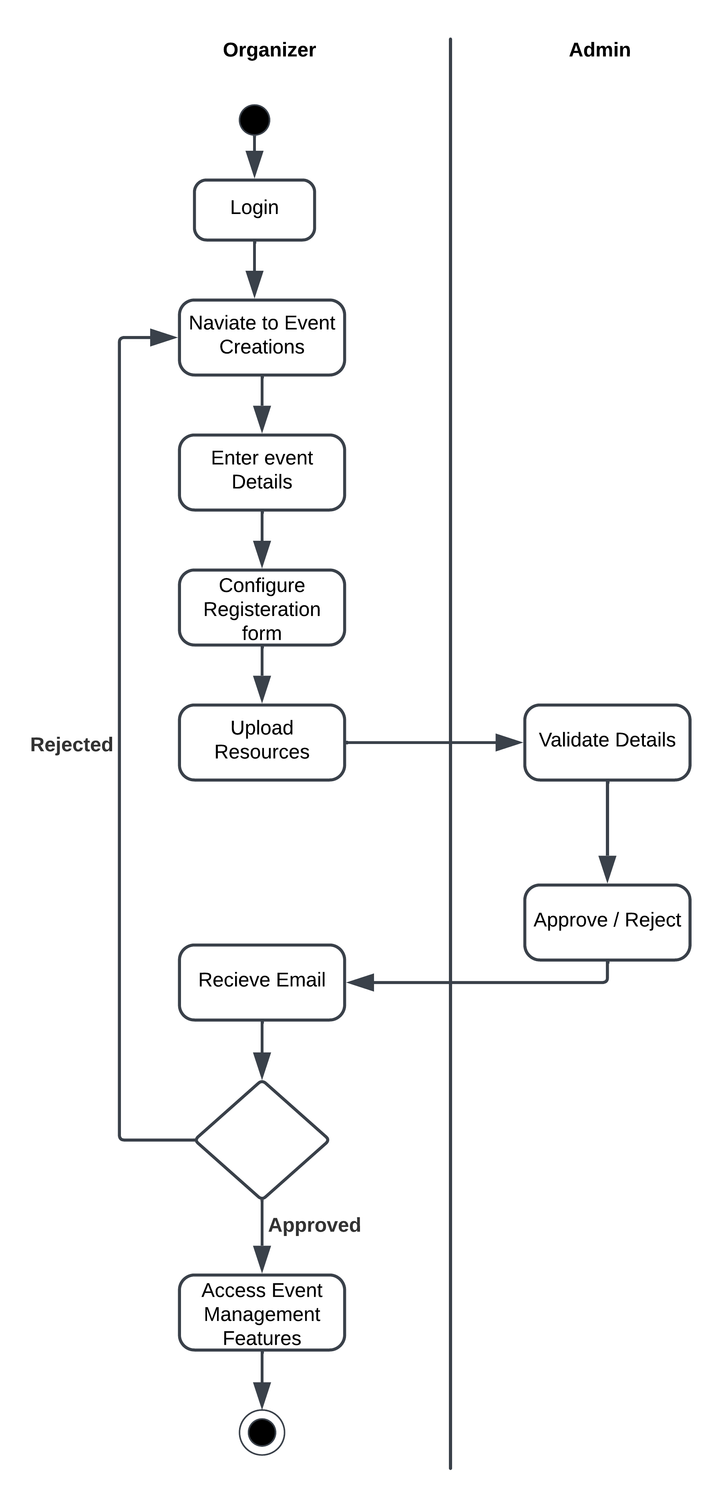 Organizer
Admin
Login
Naviate to Event
Creations
Enter event
Details
Configure
Registeration
form
Upload
Resources
Validate Details
Rejected
Approve / Reject
Recieve Email
Approved
Access Event
Management
Features